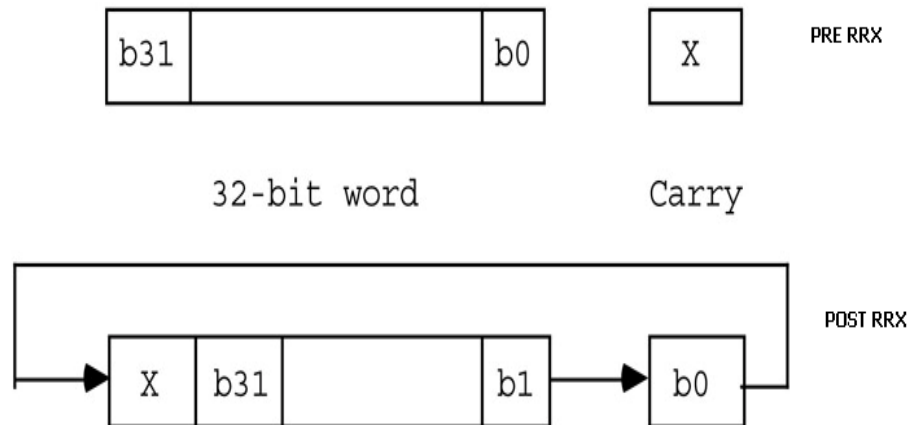 b31 b0 X PRE RRX
32-bit word Carry
POST RRX
X b31 b1 b0